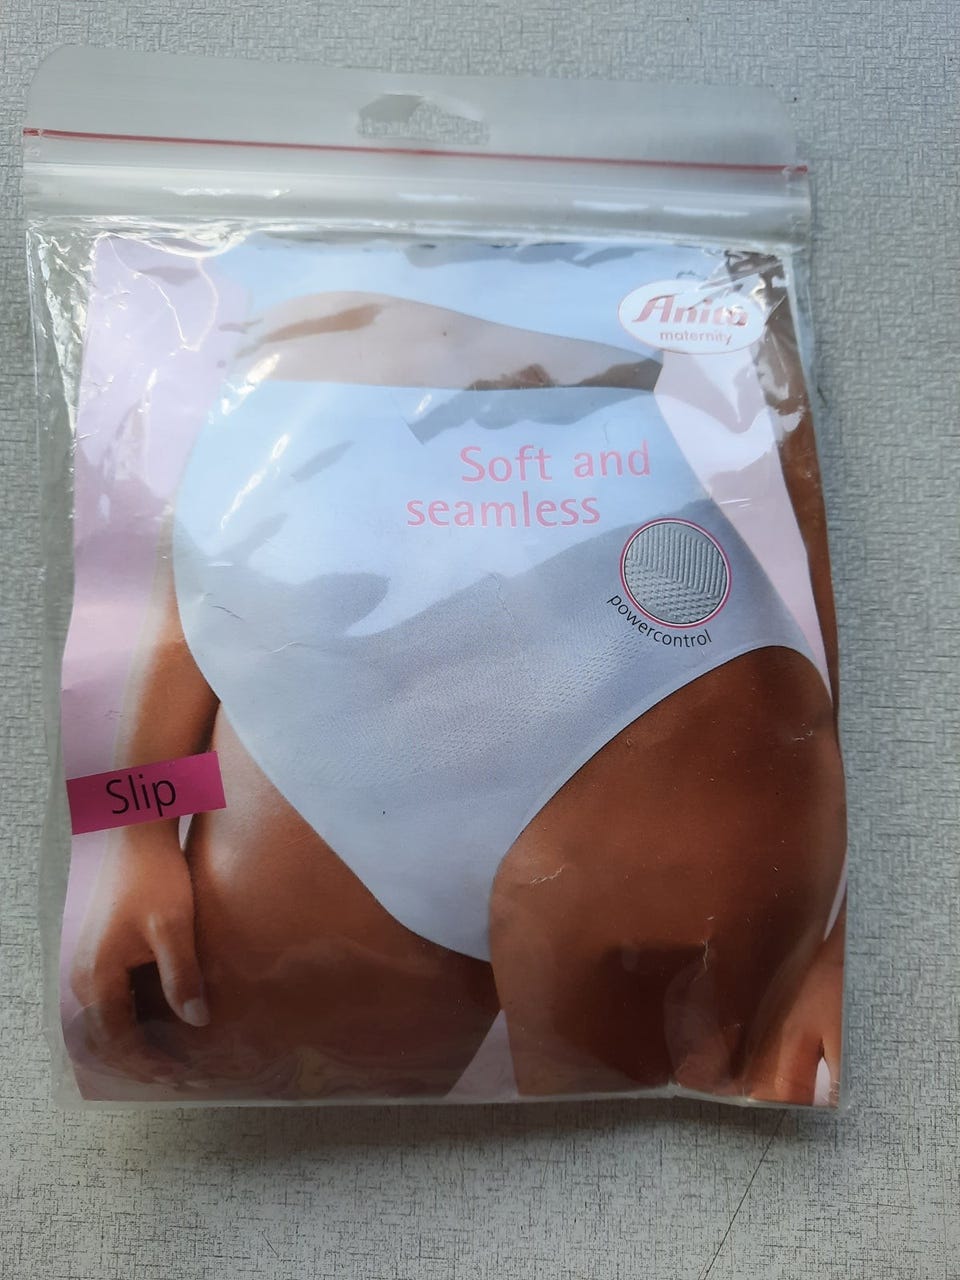 Anita
maternity
Soft and
seamless
powercontrol
Slip